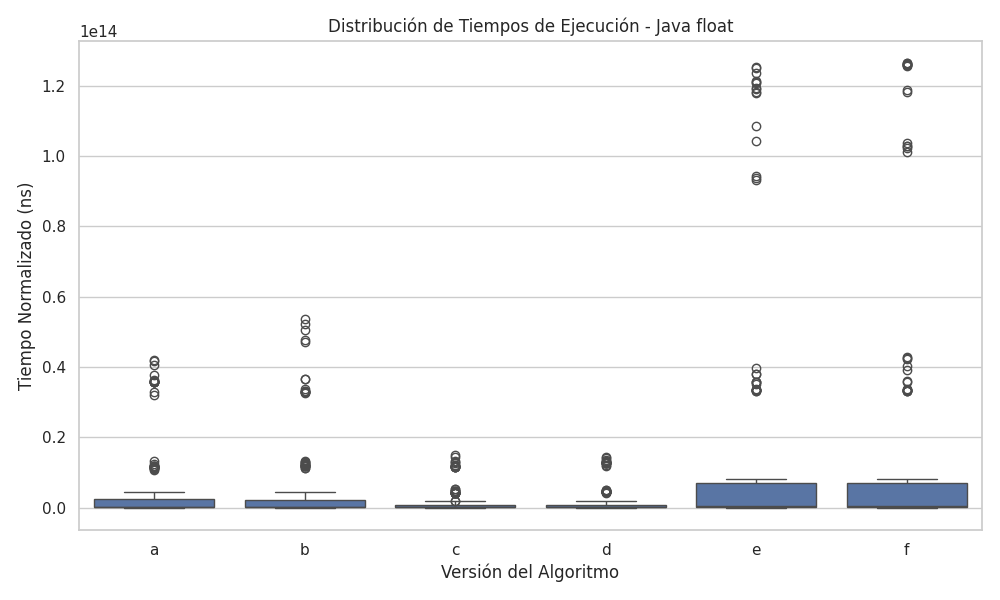 Distribución de Tiempos de Ejecución - Java float
1e14
Tiempo Normalizado (ns)
1.2
1.0
0.8
0.6
0.4
0.2
0.0
a b c d e f
Versión del Algoritmo